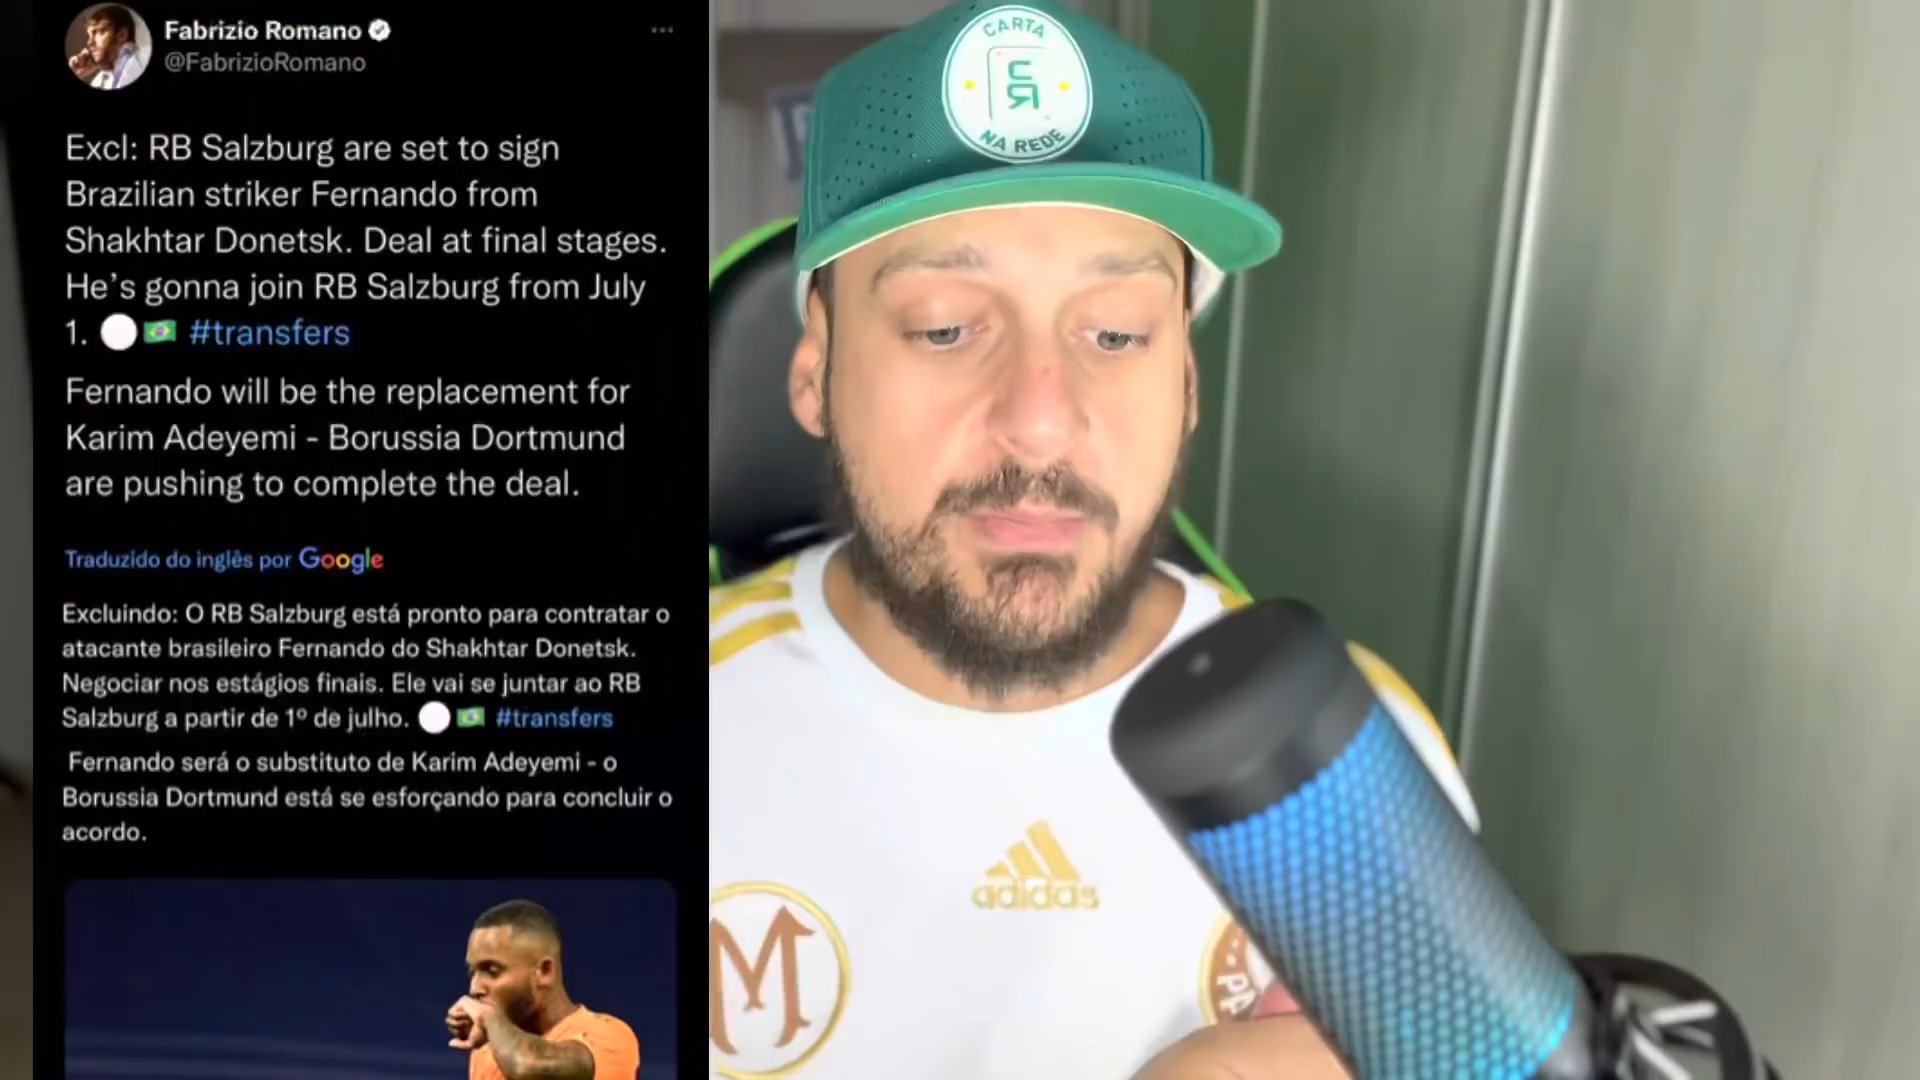 Fabrizio Romano
@FabrizioRomano
Excl: RB Salzburg are set to sign
Brazilian striker Fernando from
Shakhtar Donetsk. Deal at final stages.
He's gonna join RB Salzburg from July
1. ⚪🇧🇷 #transfers
Fernando will be the replacement for
Karim Adeyemi - Borussia Dortmund
are pushing to complete the deal.
Traduzido do inglês por Google
Excluindo: O RB Salzburg está pronto para contratar o
atacante brasileiro Fernando do Shakhtar Donetsk.
Negociar nos estágios finais. Ele vai se juntar ao RB
Salzburg a partir de 1º de julho. ⚪🇧🇷 #transfers
Fernando será o substituto de Karim Adeyemi - o
Borussia Dortmund está se esforçando para concluir o
acordo.
CARTA
NA REDE
adidas
M